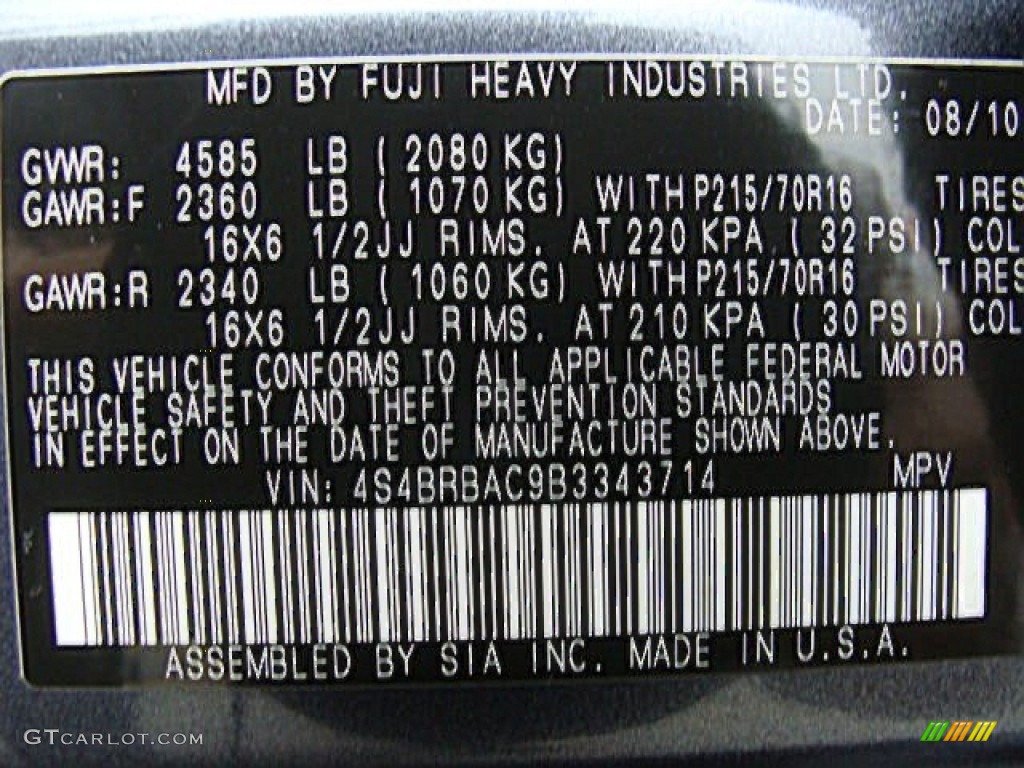 MFD BY FUJI HEAVY INDUSTRIES LTD.
DATE: 08/10
GVWR: 4585 LB ( 2080 KG)
GAWR:F 2360 LB ( 1070 KG) WITH P215/70R16 TIRES
16X6 1/2JJ RIMS. AT 220 KPA ( 32 PSI) COL
GAWR:R 2340 LB ( 1060 KG) WITH P215/70R16 TIRES
16X6 1/2JJ RIMS. AT 210 KPA ( 30 PSI) COL
THIS VEHICLE CONFORMS TO ALL APPLICABLE FEDERAL MOTOR
VEHICLE SAFETY AND THEFT PREVENTION STANDARDS
IN EFFECT ON THE DATE OF MANUFACTURE SHOWN ABOVE.
VIN: 4S4BRBAC9B3343714 MPV
ASSEMBLED BY SIA INC. MADE IN U.S.A.
GTCARLOT.COM